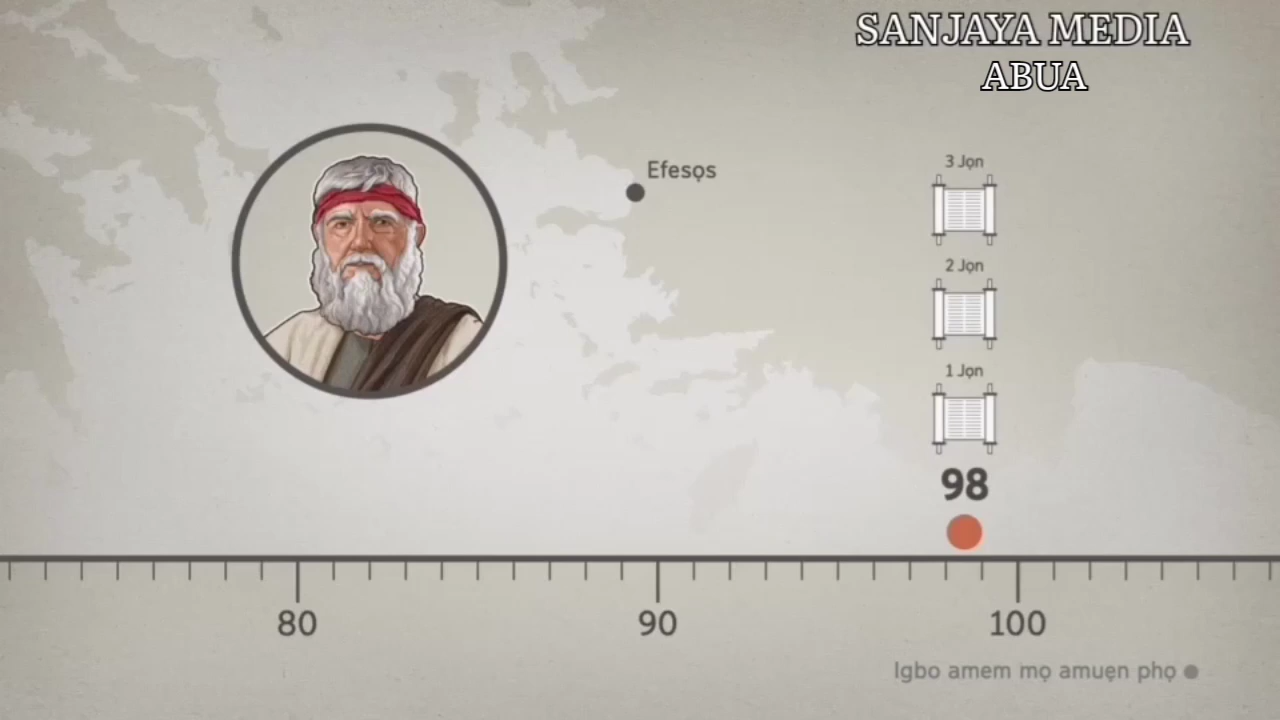 SANJAYA MEDIA
ABUA
Efesọs
3 Jọn
2 Jọn
1 Jọn
98
80
90
100
Igbo amem mọ amuẹn phọ